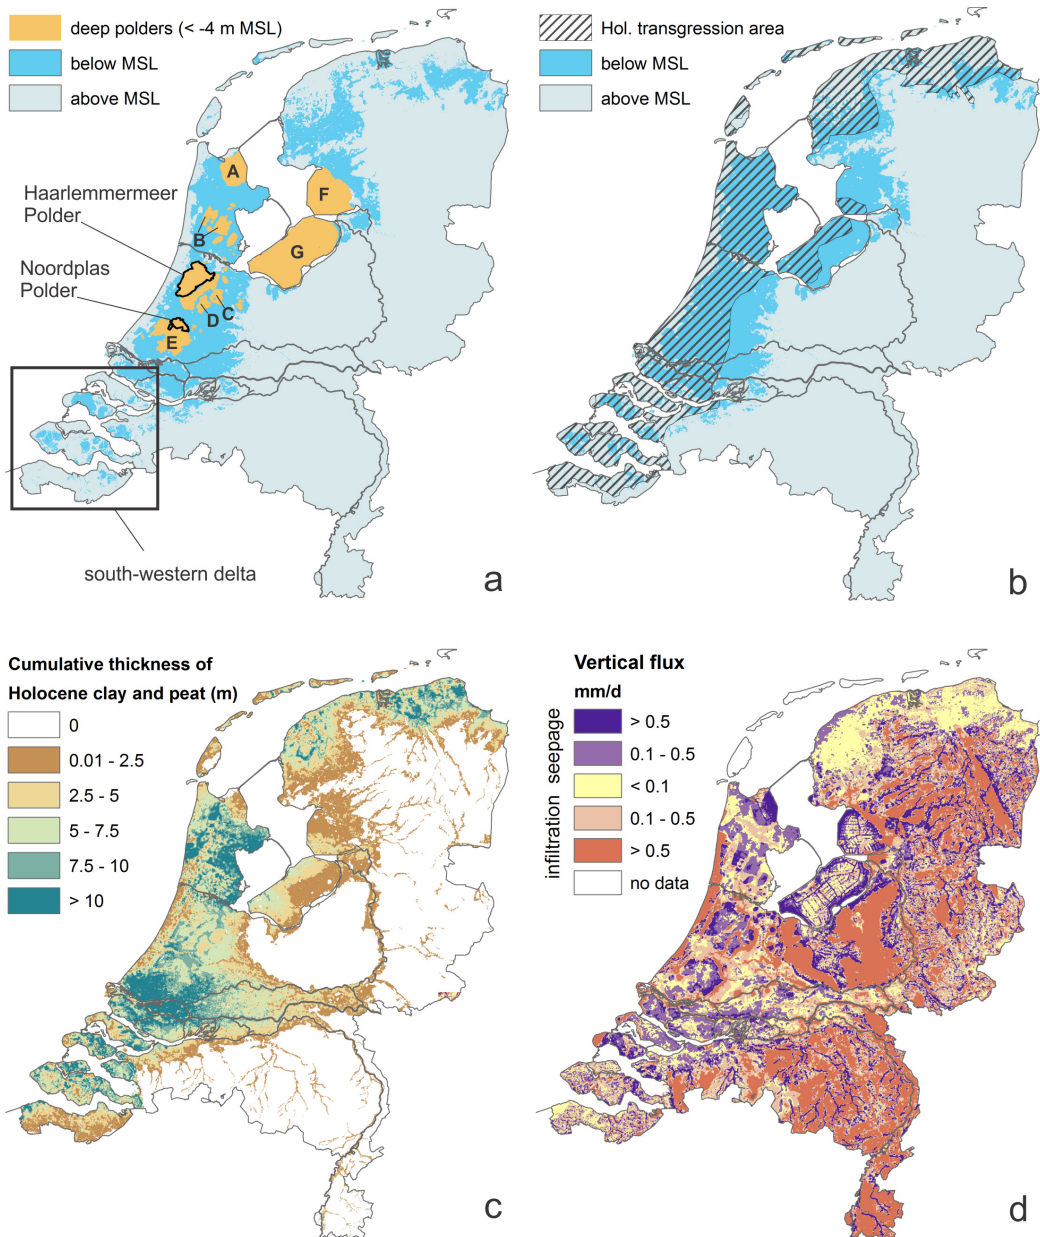 deep polders (< -4 m MSL)
below MSL
above MSL
Haarlemmermeer
Polder
Noordplas
Polder
A
B
C
D
E
F
G
south-western delta
a
Hol. transgression area
below MSL
above MSL
b
Cumulative thickness of
Holocene clay and peat (m)
0
0.01 - 2.5
2.5 - 5
5 - 7.5
7.5 - 10
> 10
c
Vertical flux
mm/d
infiltration seepage
> 0.5
0.1 - 0.5
< 0.1
0.1 - 0.5
> 0.5
no data
d